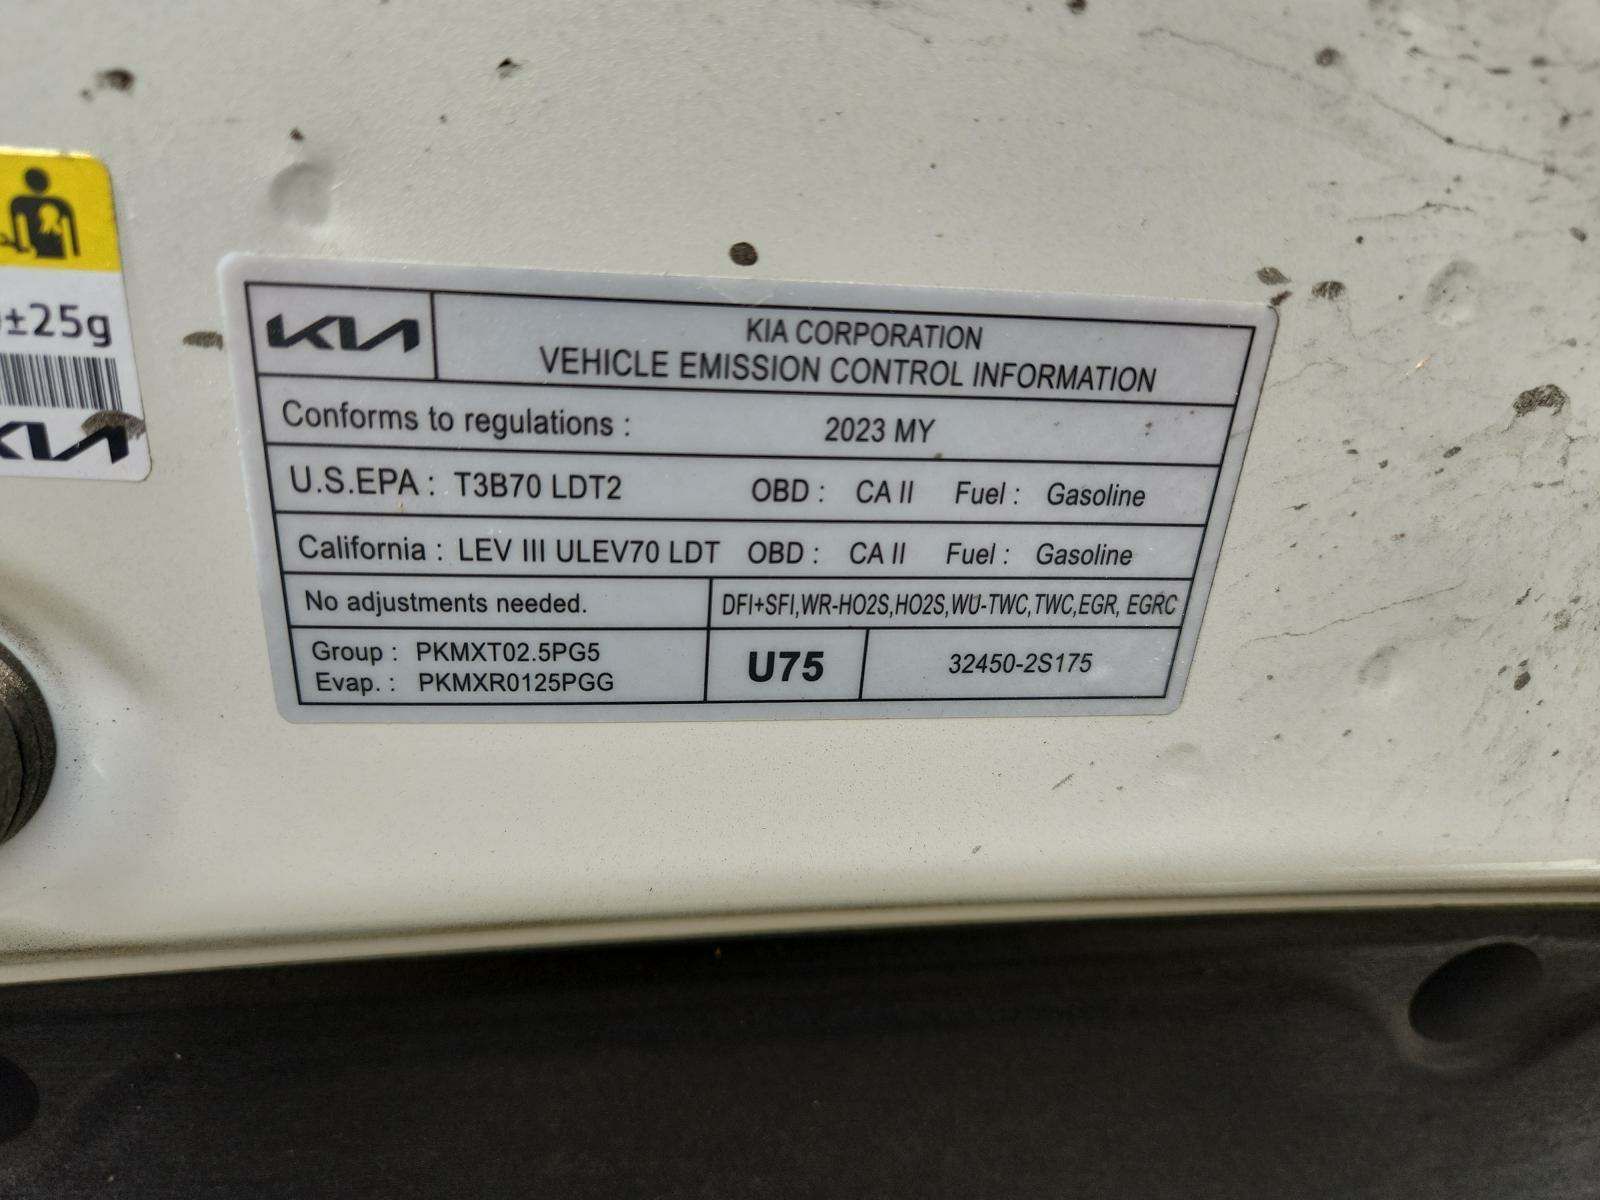 ±25g
KIA
KIA
KIA CORPORATION
VEHICLE EMISSION CONTROL INFORMATION
Conforms to regulations : 2023 MY
U.S.EPA : T3B70 LDT2 OBD : CA II Fuel : Gasoline
California : LEV III ULEV70 LDT OBD : CA II Fuel : Gasoline
No adjustments needed. DFI+SFI,WR-HO2S,HO2S,WU-TWC,TWC,EGR, EGRC
Group : PKMXT02.5PG5
Evap. : PKMXR0125PGG
U75
32450-2S175